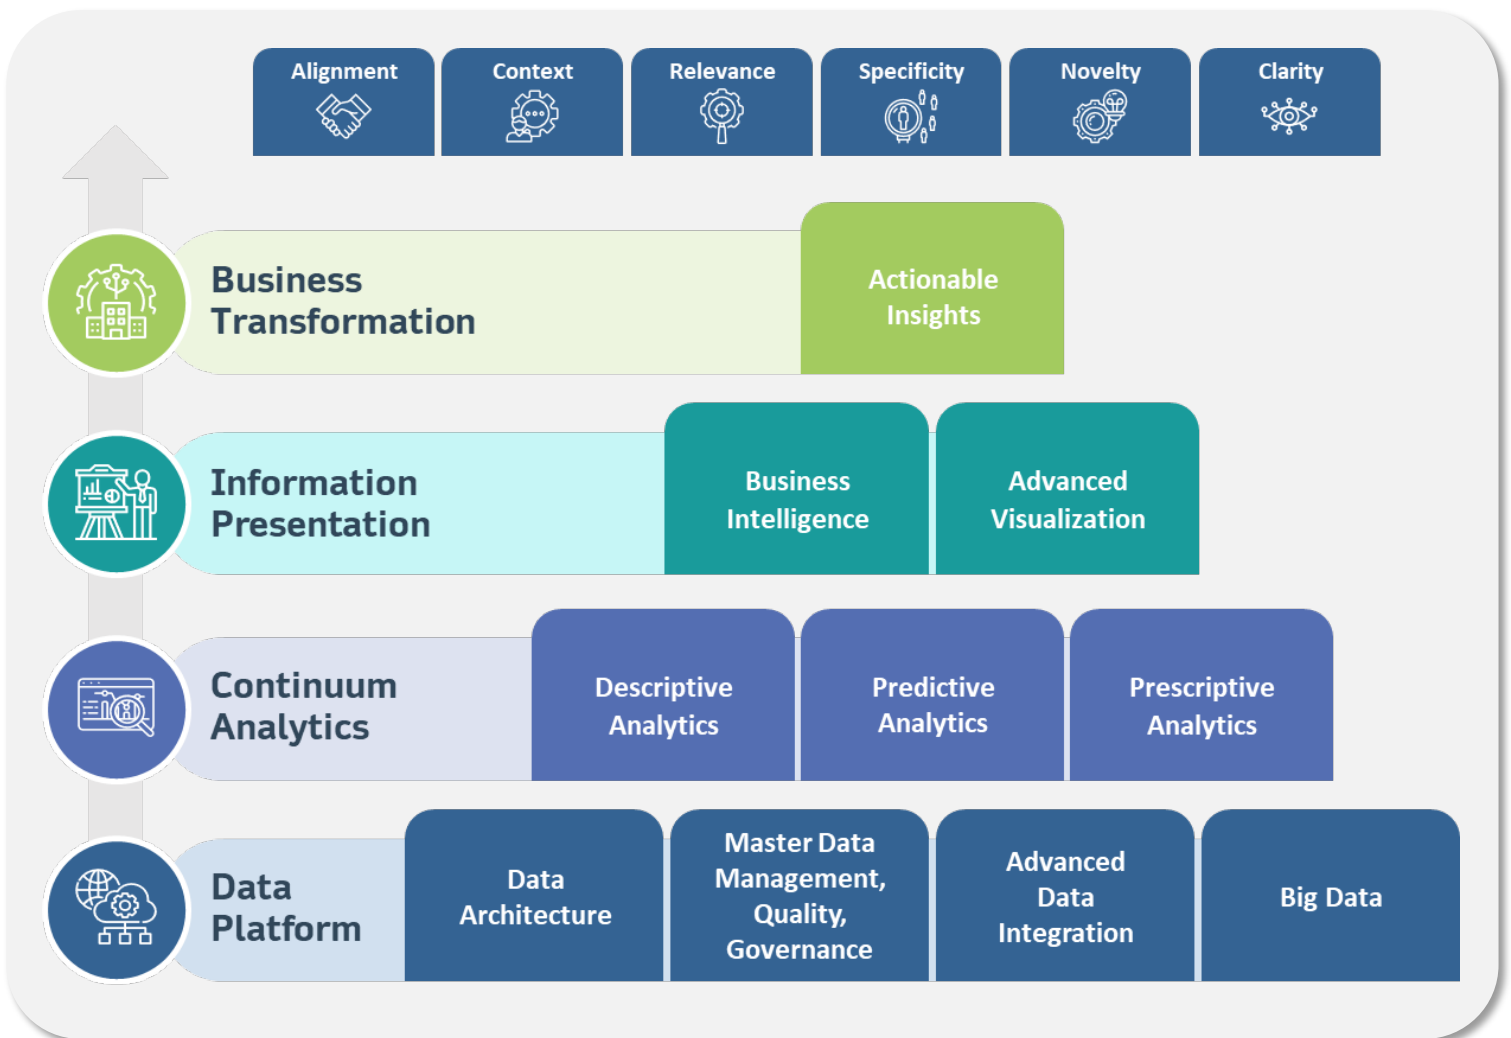 Alignment
Context
Relevance
Specificity
Novelty
Clarity
Business
Transformation
Actionable
Insights
Information
Presentation
Business
Intelligence
Advanced
Visualization
Continuum
Analytics
Descriptive
Analytics
Predictive
Analytics
Prescriptive
Analytics
Data
Platform
Data
Architecture
Master Data
Management,
Quality,
Governance
Advanced
Data
Integration
Big Data